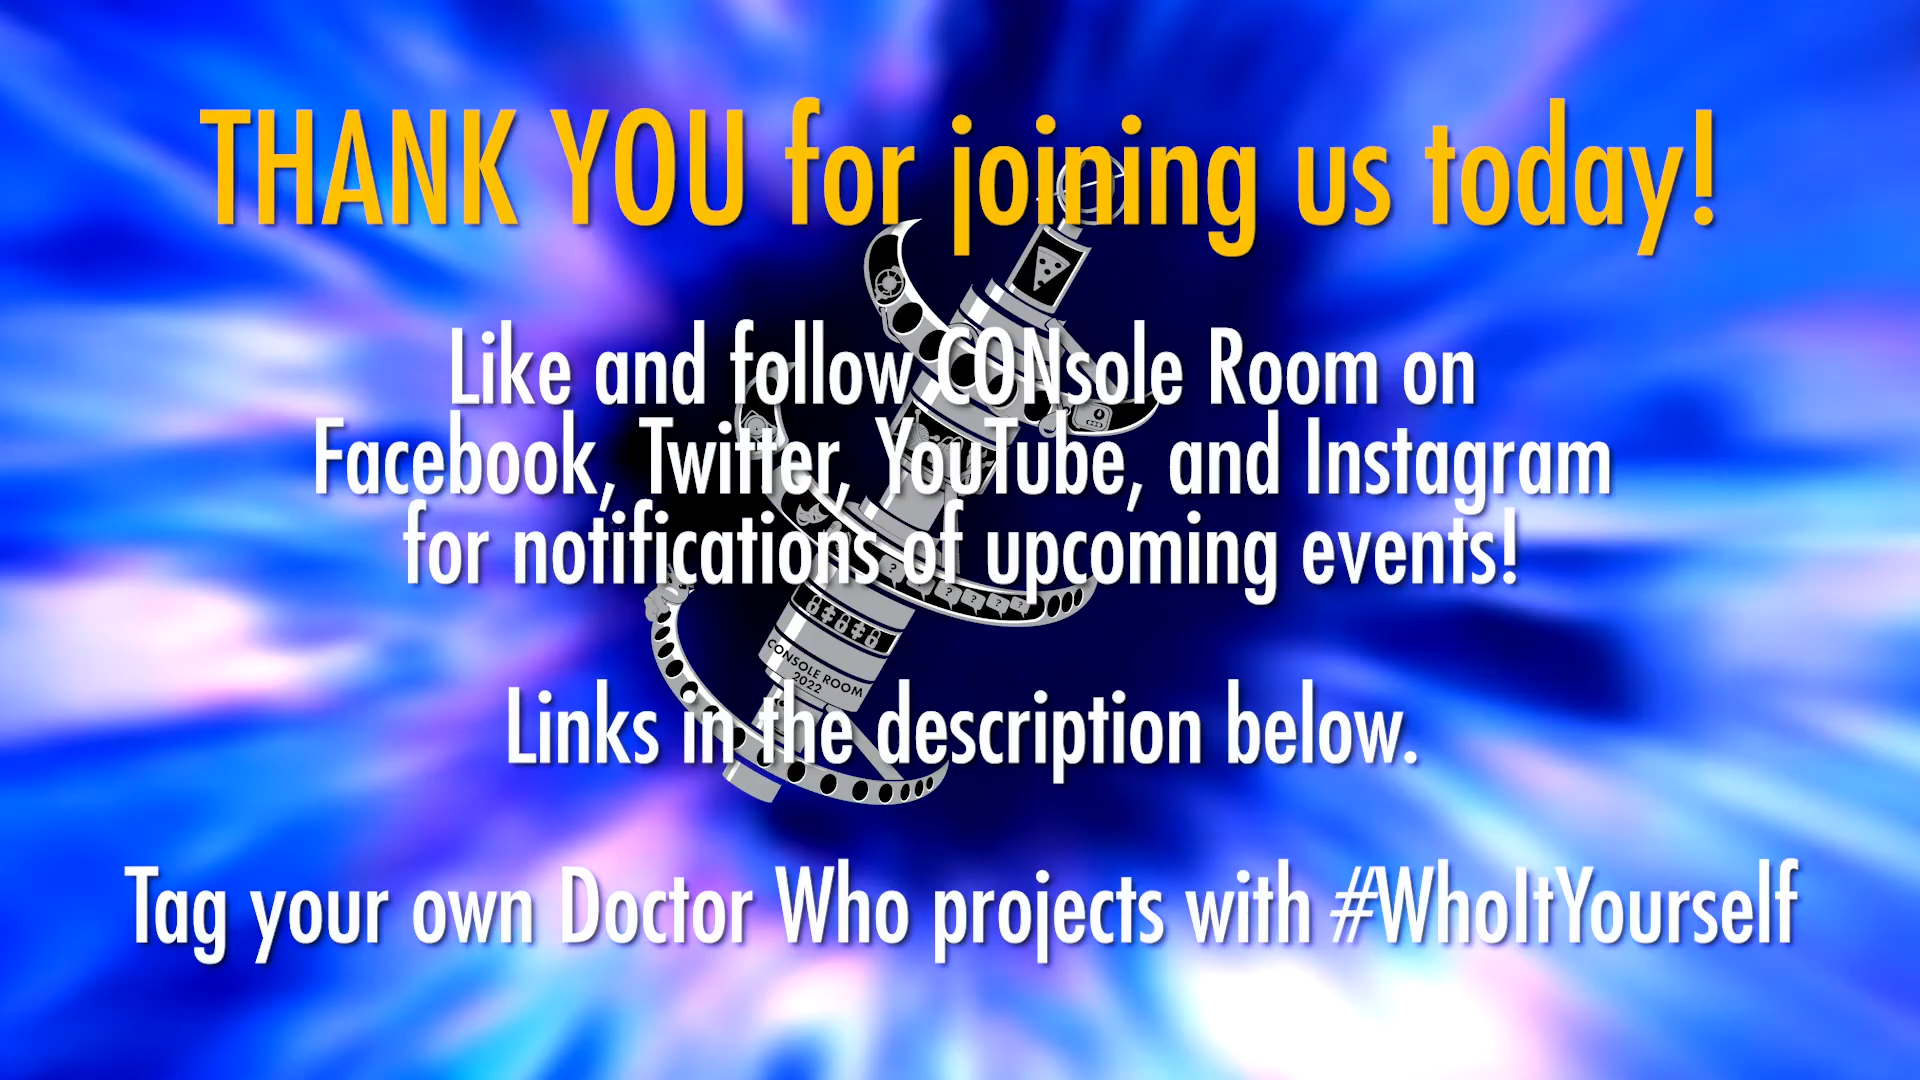 THANK YOU for joining us today!
Like and follow CONsole Room on
Facebook, Twitter, YouTube, and Instagram
for notifications of upcoming events!
CONSOLE ROOM
2022
Links in the description below.
Tag your own Doctor Who projects with #WhoItYourself